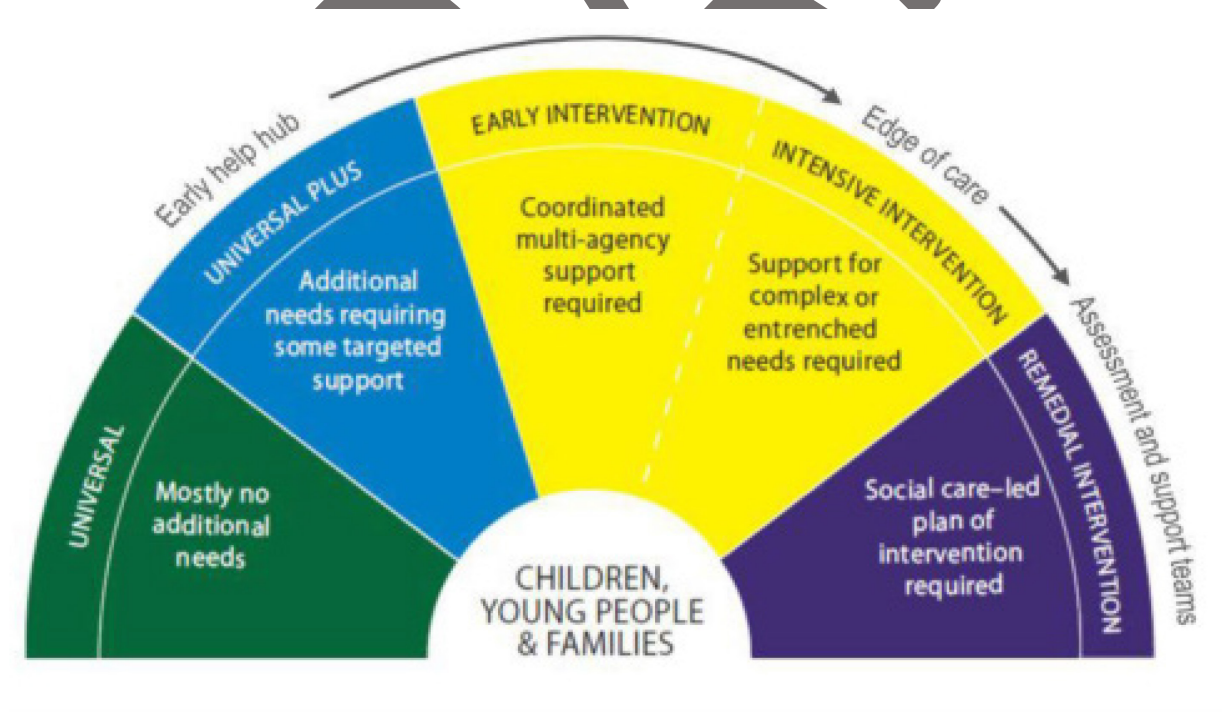 Early help hub
Edge of care
Assessment and support teams
UNIVERSAL
Mostly no
additional
needs
UNIVERSAL PLUS
Additional
needs requiring
some targeted
support
EARLY INTERVENTION
Coordinated
multi-agency
support
required
INTENSIVE INTERVENTION
Support for
complex or
entrenched
needs required
REMEDIAL INTERVENTION
Social care–led
plan of
intervention
required
CHILDREN,
YOUNG PEOPLE
& FAMILIES